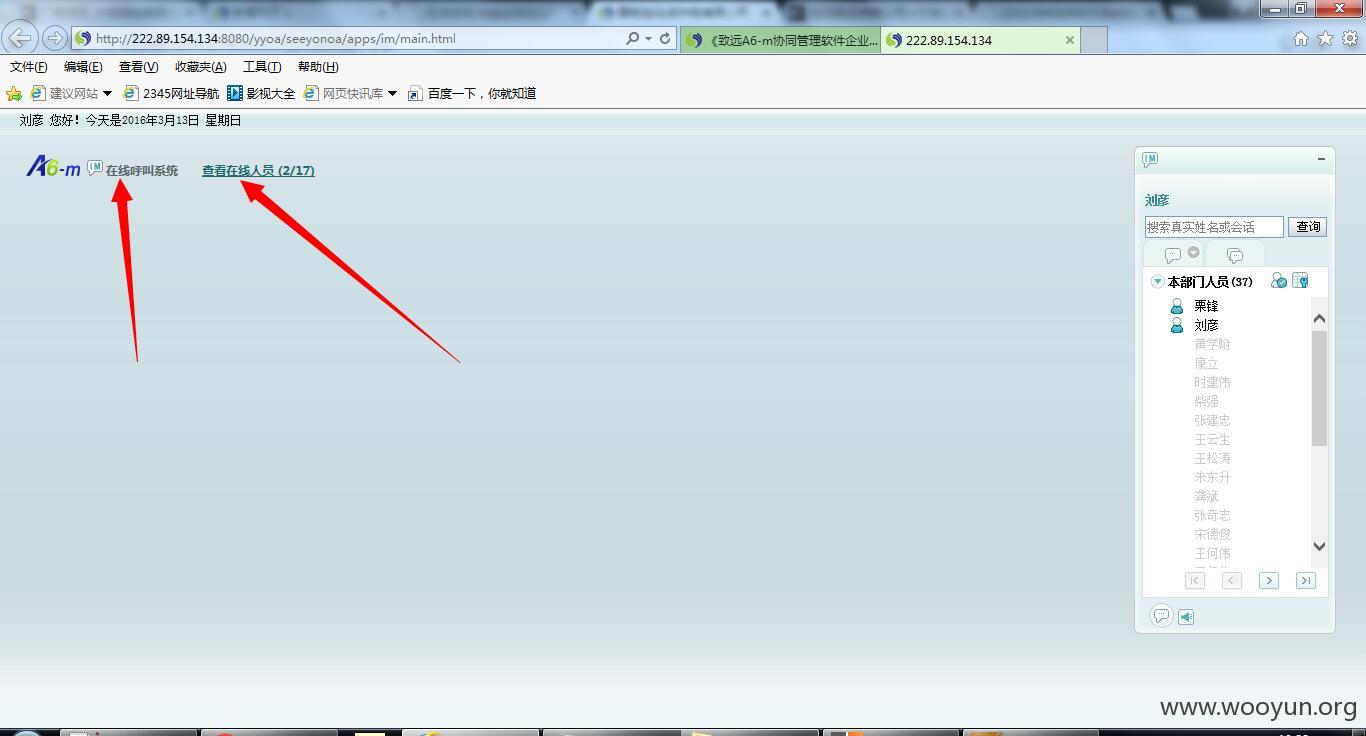 http://222.89.154.134:8080/yyoa/seeyonoa/apps/im/main.html
《致远A6-m协同管理软件企业...
222.89.154.134
文件(F) 编辑(E) 查看(V) 收藏夹(A) 工具(T) 帮助(H)
建议网站 2345网址导航 影视大全 网页快讯库 百度一下，你就知道
刘彦 您好！今天是2016年3月13日 星期日
A6-m IM 在线呼叫系统 查看在线人员 (2/17)
IM
刘彦
搜索真实姓名或会话 查询
本部门人员(37)
栗锋
刘彦
黄学翰
康立
时建伟
柴强
张建忠
王云生
王松涛
朱东升
龚斌
张奇志
宋德俊
王何伟
www.wooyun.org